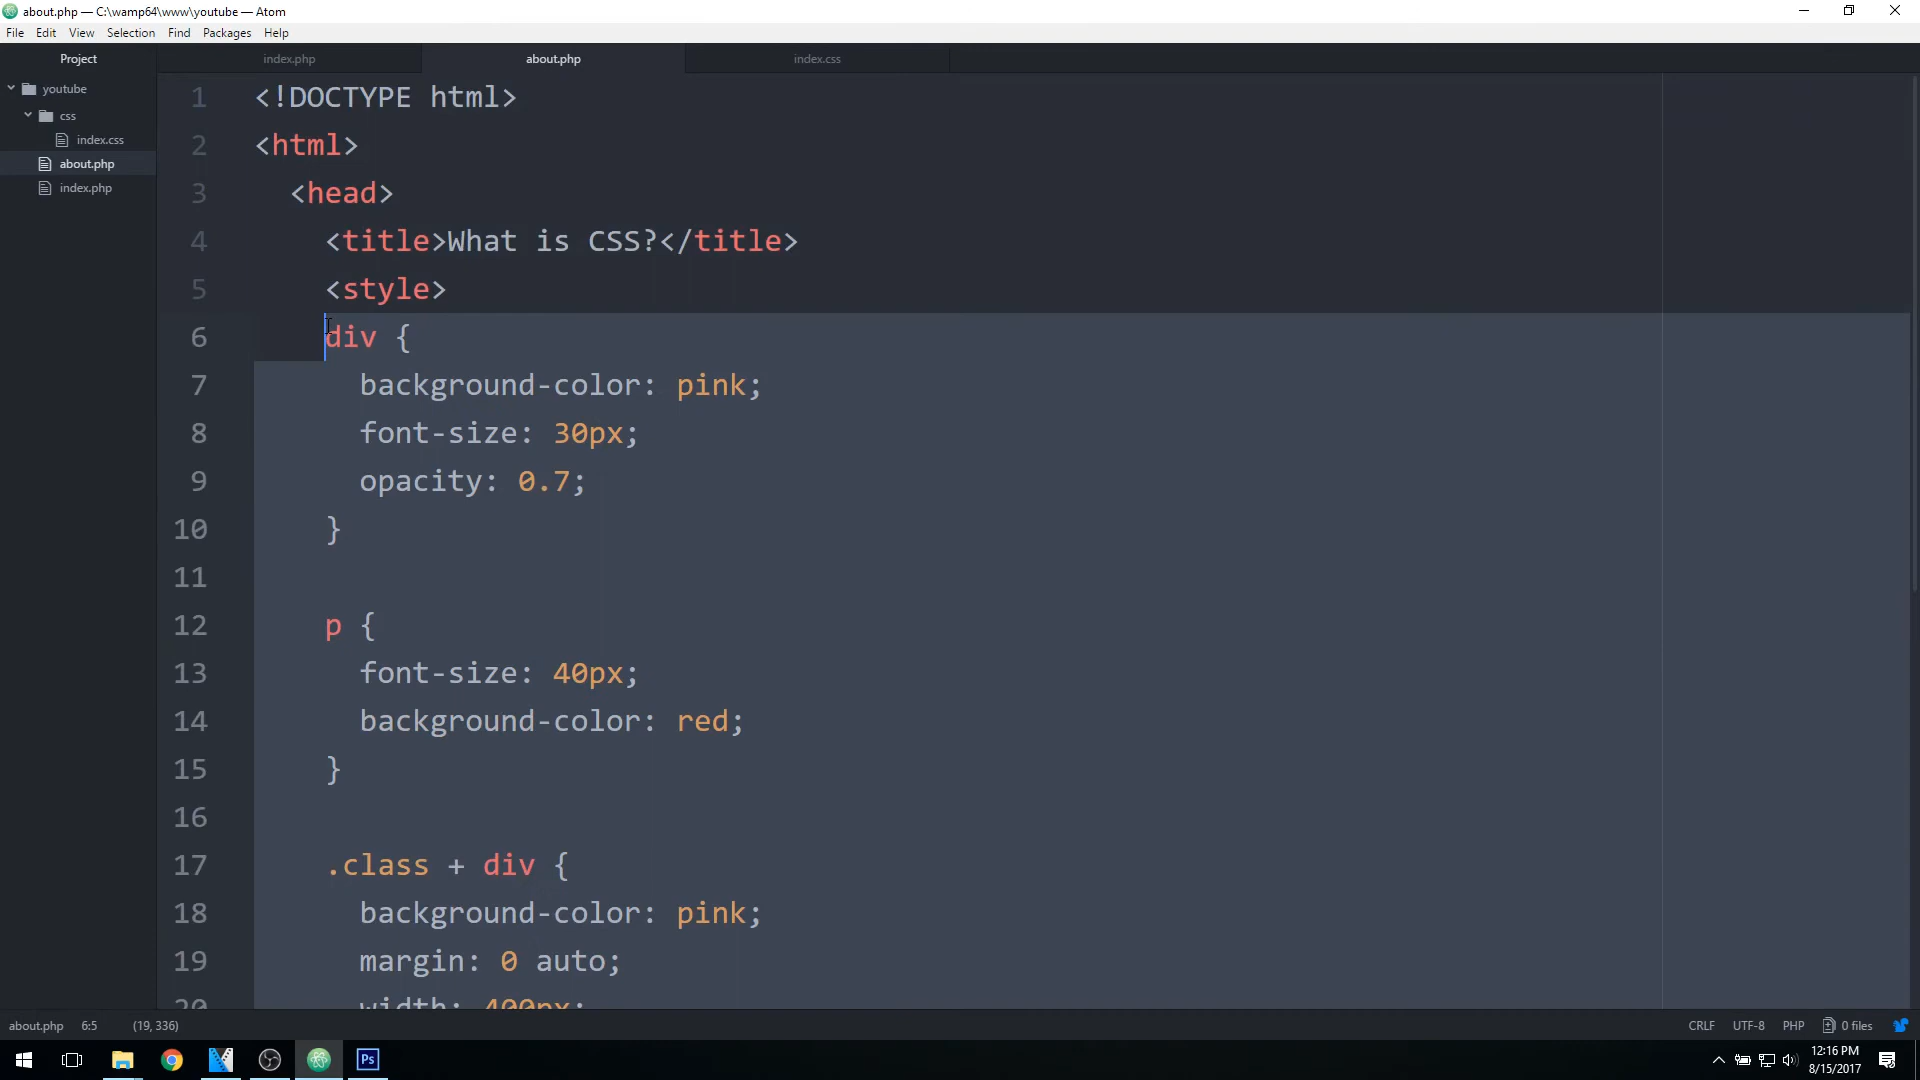 about.php — C:\wamp64\www\youtube — Atom
File Edit View Selection Find Packages Help
Project
index.php
about.php
index.css
youtube
css
index.css
about.php
index.php
1 <!DOCTYPE html>
2 <html>
3 <head>
4 <title>What is CSS?</title>
5 <style>
6 div {
7 background-color: pink;
8 font-size: 30px;
9 opacity: 0.7;
10 }
11
12 p {
13 font-size: 40px;
14 background-color: red;
15 }
16
17 .class + div {
18 background-color: pink;
19 margin: 0 auto;
20 width: 400px;
about.php 6:5 (19, 336) CRLF UTF-8 PHP 0 files
Ps
12:16 PM
8/15/2017